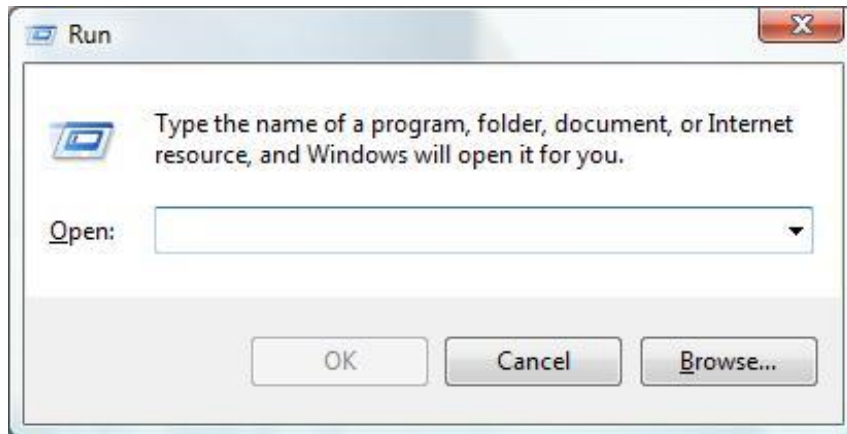 Run
Type the name of a program, folder, document, or Internet
resource, and Windows will open it for you.
Open:
OK Cancel Browse...